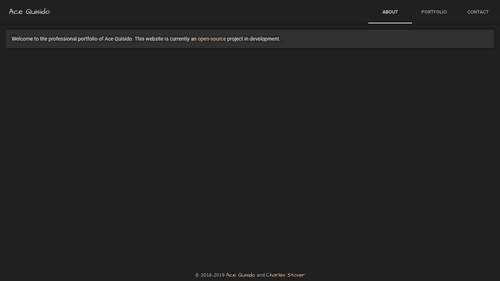 Ace Quisido
ABOUT
PORTFOLIO
CONTACT
Welcome to the professional portfolio of Ace Quisido. This website is currently an open-source project in development.
© 2016-2019 Ace Quisido and Charles Stover